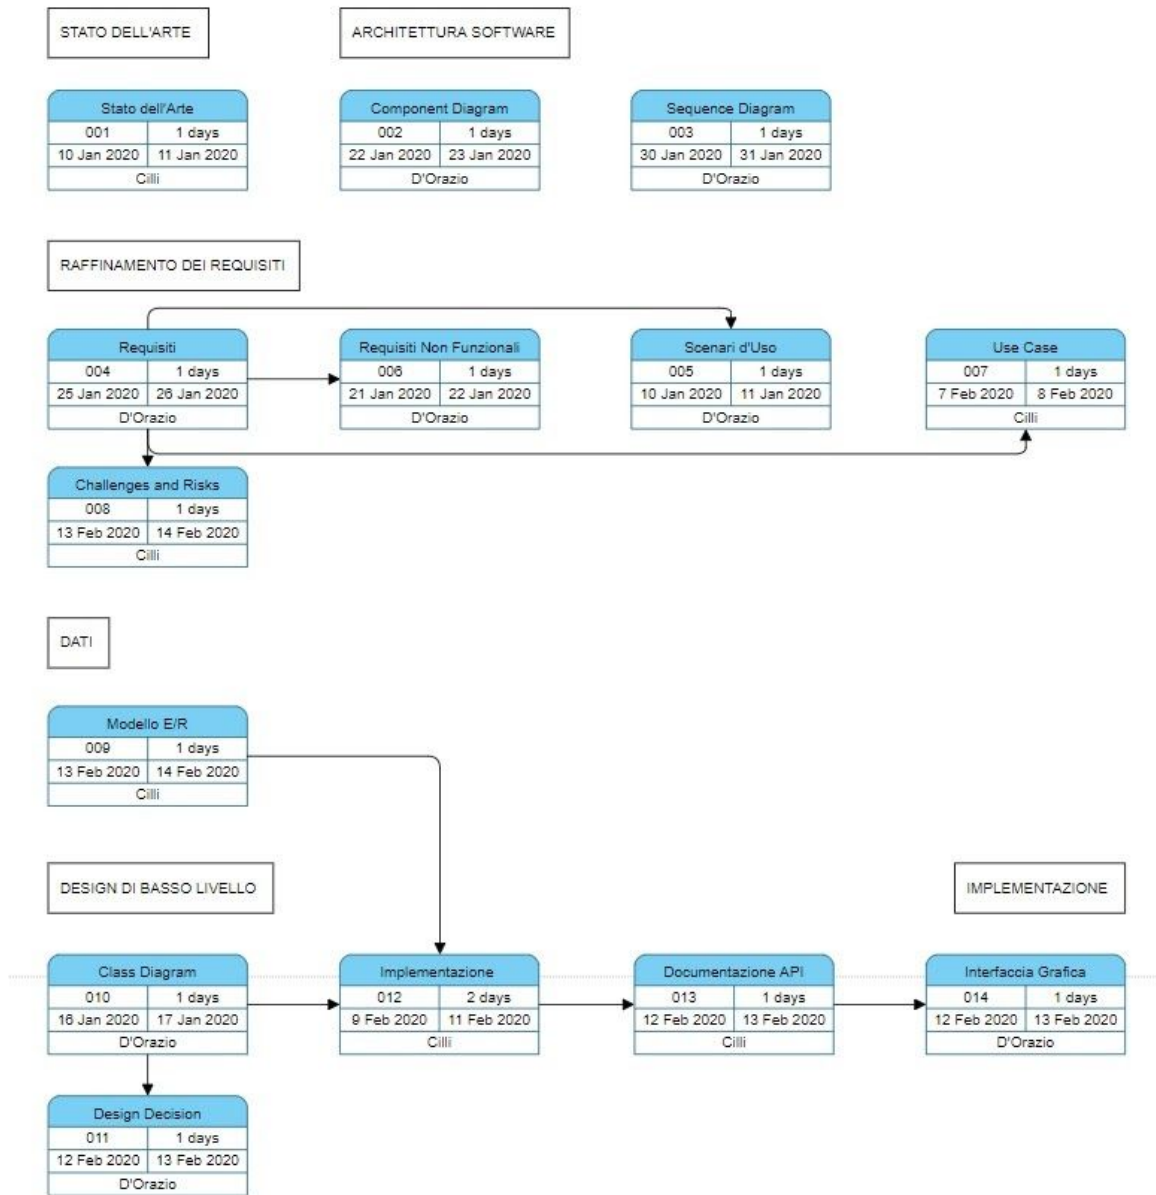 STATO DELL'ARTE
ARCHITETTURA SOFTWARE
Stato dell'Arte
001 1 days
10 Jan 2020 11 Jan 2020
Cilli
Component Diagram
002 1 days
22 Jan 2020 23 Jan 2020
D'Orazio
Sequence Diagram
003 1 days
30 Jan 2020 31 Jan 2020
D'Orazio
RAFFINAMENTO DEI REQUISITI
Requisiti
004 1 days
25 Jan 2020 26 Jan 2020
D'Orazio
Requisiti Non Funzionali
006 1 days
21 Jan 2020 22 Jan 2020
D'Orazio
Scenari d'Uso
005 1 days
10 Jan 2020 11 Jan 2020
D'Orazio
Use Case
007 1 days
7 Feb 2020 8 Feb 2020
Cilli
Challenges and Risks
008 1 days
13 Feb 2020 14 Feb 2020
Cilli
DATI
Modello E/R
009 1 days
13 Feb 2020 14 Feb 2020
Cilli
DESIGN DI BASSO LIVELLO
IMPLEMENTAZIONE
Class Diagram
010 1 days
16 Jan 2020 17 Jan 2020
D'Orazio
Implementazione
012 2 days
9 Feb 2020 11 Feb 2020
Cilli
Documentazione API
013 1 days
12 Feb 2020 13 Feb 2020
Cilli
Interfaccia Grafica
014 1 days
12 Feb 2020 13 Feb 2020
D'Orazio
Design Decision
011 1 days
12 Feb 2020 13 Feb 2020
D'Orazio